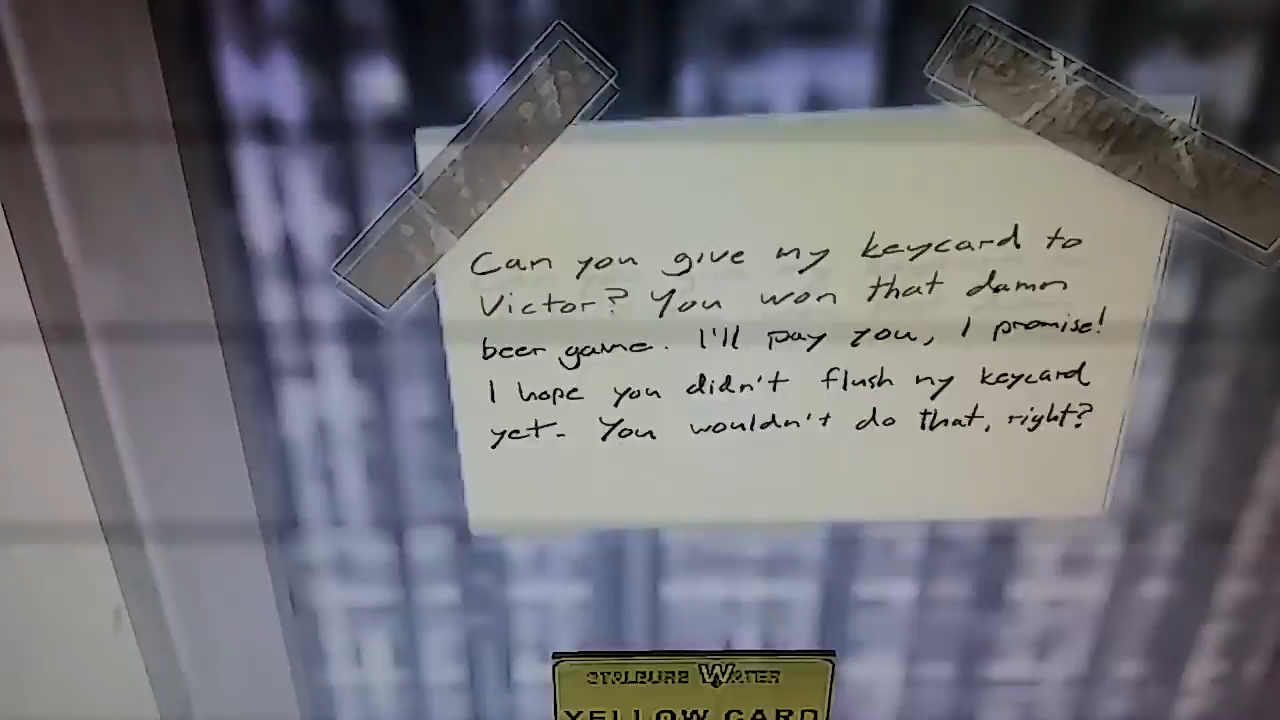 Can you give my keycard to
Victor? You won that damn
beer game. I'll pay you, I promise!
I hope you didn't flush my keycard
yet. You wouldn't do that, right?
STALBURG WATER
YELLOW CARD